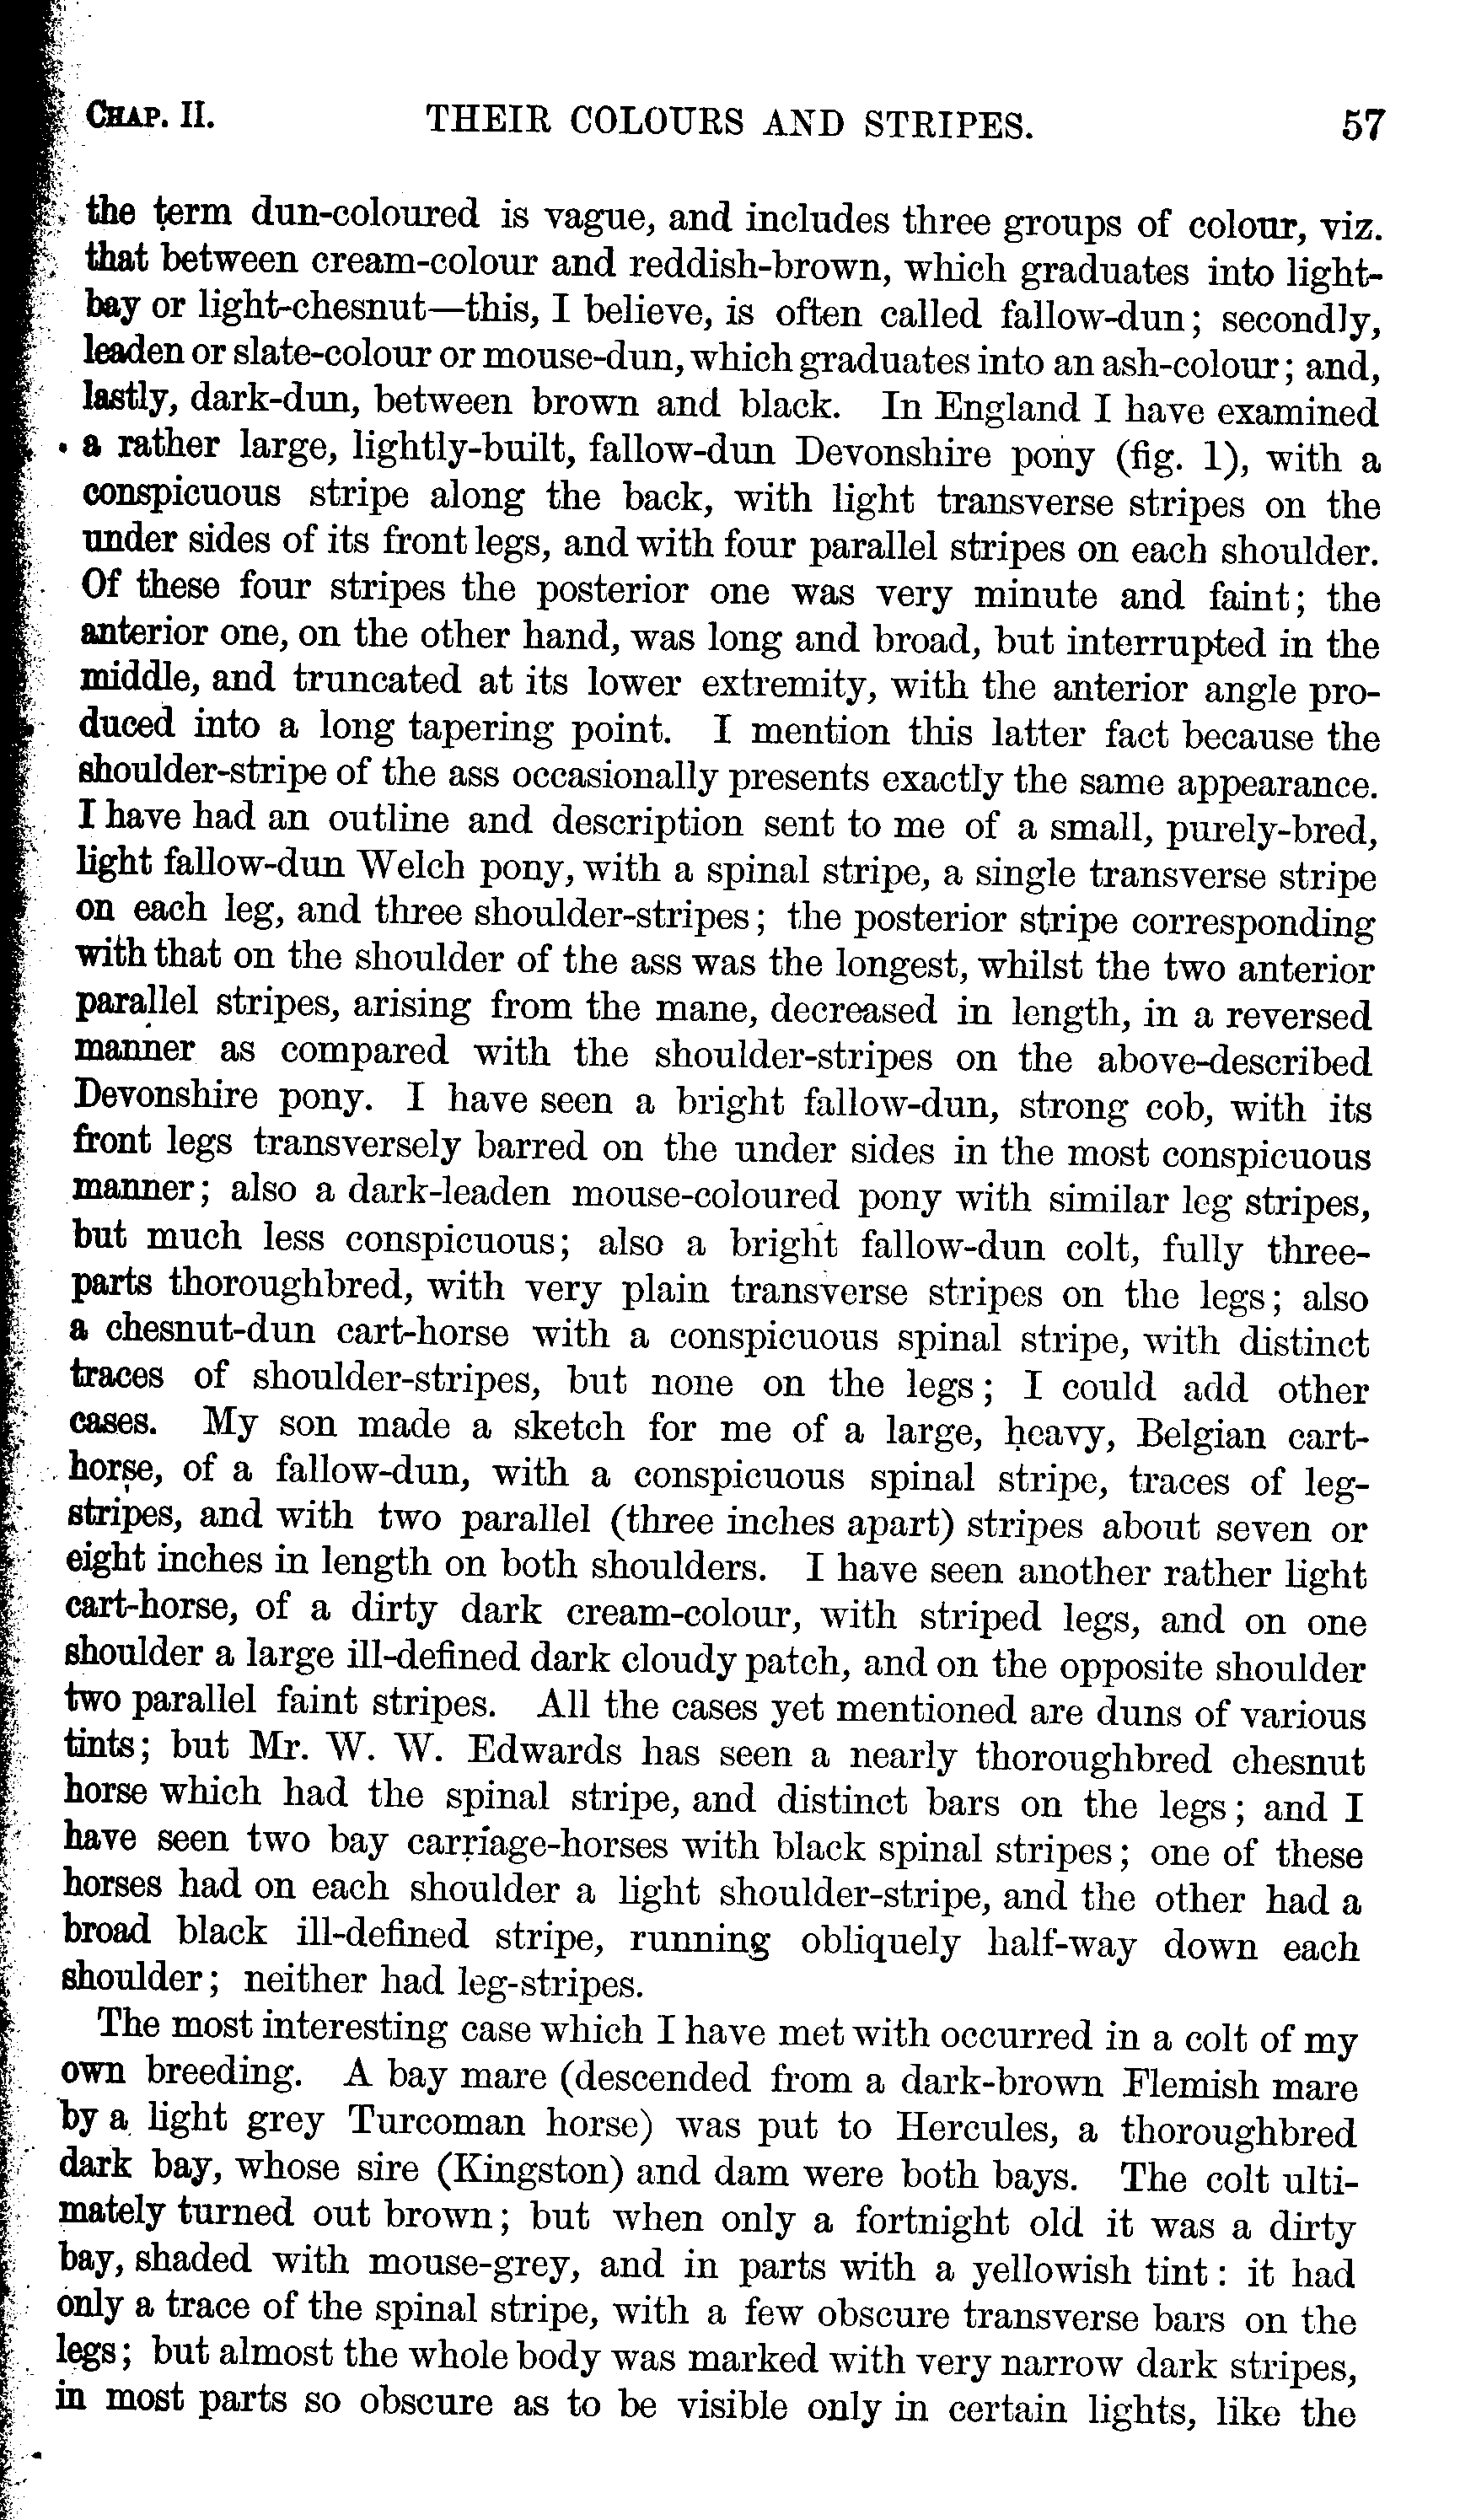 CHAP. II. THEIR COLOURS AND STRIPES. 57
the term dun-coloured is vague, and includes three groups of colour, viz.
that between cream-colour and reddish-brown, which graduates into light-
bay or light-chesnut—this, I believe, is often called fallow-dun; secondly,
leaden or slate-colour or mouse-dun, which graduates into an ash-colour; and,
lastly, dark-dun, between brown and black. In England I have examined
a rather large, lightly-built, fallow-dun Devonshire pony (fig. 1), with a
conspicuous stripe along the back, with light transverse stripes on the
under sides of its front legs, and with four parallel stripes on each shoulder.
Of these four stripes the posterior one was very minute and faint; the
anterior one, on the other hand, was long and broad, but interrupted in the
middle, and truncated at its lower extremity, with the anterior angle pro-
duced into a long tapering point. I mention this latter fact because the
shoulder-stripe of the ass occasionally presents exactly the same appearance.
I have had an outline and description sent to me of a small, purely-bred,
light fallow-dun Welch pony, with a spinal stripe, a single transverse stripe
on each leg, and three shoulder-stripes; the posterior stripe corresponding
with that on the shoulder of the ass was the longest, whilst the two anterior
parallel stripes, arising from the mane, decreased in length, in a reversed
manner as compared with the shoulder-stripes on the above-described
Devonshire pony. I have seen a bright fallow-dun, strong cob, with its
front legs transversely barred on the under sides in the most conspicuous
manner; also a dark-leaden mouse-coloured pony with similar leg stripes,
but much less conspicuous; also a bright fallow-dun colt, fully three-
parts thoroughbred, with very plain transverse stripes on the legs; also
a chesnut-dun cart-horse with a conspicuous spinal stripe, with distinct
traces of shoulder-stripes, but none on the legs; I could add other
cases. My son made a sketch for me of a large, heavy, Belgian cart-
horse, of a fallow-dun, with a conspicuous spinal stripe, traces of leg-
stripes, and with two parallel (three inches apart) stripes about seven or
eight inches in length on both shoulders. I have seen another rather light
cart-horse, of a dirty dark cream-colour, with striped legs, and on one
shoulder a large ill-defined dark cloudy patch, and on the opposite shoulder
two parallel faint stripes. All the cases yet mentioned are duns of various
tints; but Mr. W. W. Edwards has seen a nearly thoroughbred chesnut
horse which had the spinal stripe, and distinct bars on the legs; and I
have seen two bay carriage-horses with black spinal stripes; one of these
horses had on each shoulder a light shoulder-stripe, and the other had a
broad black ill-defined stripe, running obliquely half-way down each
shoulder; neither had leg-stripes.
The most interesting case which I have met with occurred in a colt of my
own breeding. A bay mare (descended from a dark-brown Flemish mare
by a light grey Turcoman horse) was put to Hercules, a thoroughbred
dark bay, whose sire (Kingston) and dam were both bays. The colt ulti-
mately turned out brown; but when only a fortnight old it was a dirty
bay, shaded with mouse-grey, and in parts with a yellowish tint: it had
only a trace of the spinal stripe, with a few obscure transverse bars on the
legs; but almost the whole body was marked with very narrow dark stripes,
in most parts so obscure as to be visible only in certain lights, like the